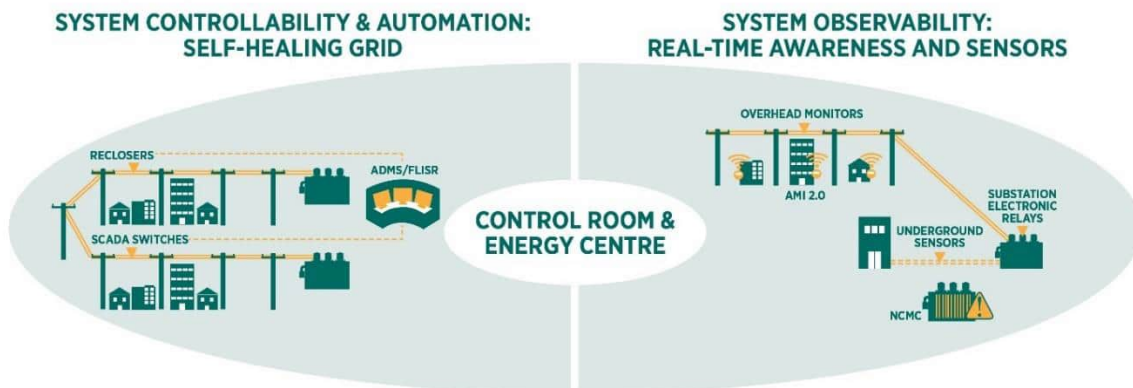 SYSTEM CONTROLLABILITY & AUTOMATION:
SELF-HEALING GRID
RECLOSERS
ADMS/FLISR
SCADA SWITCHES
CONTROL ROOM &
ENERGY CENTRE
SYSTEM OBSERVABILITY:
REAL-TIME AWARENESS AND SENSORS
OVERHEAD MONITORS
AMI 2.0
SUBSTATION
ELECTRONIC
RELAYS
UNDERGROUND
SENSORS
NCMC